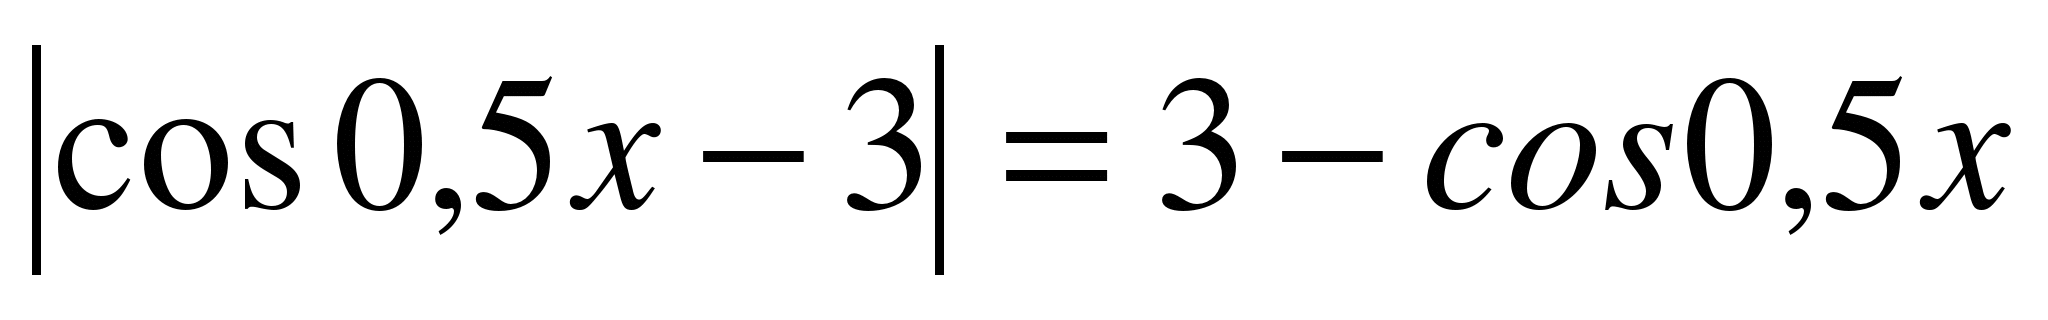 |cos 0,5x − 3| = 3 − cos0,5x